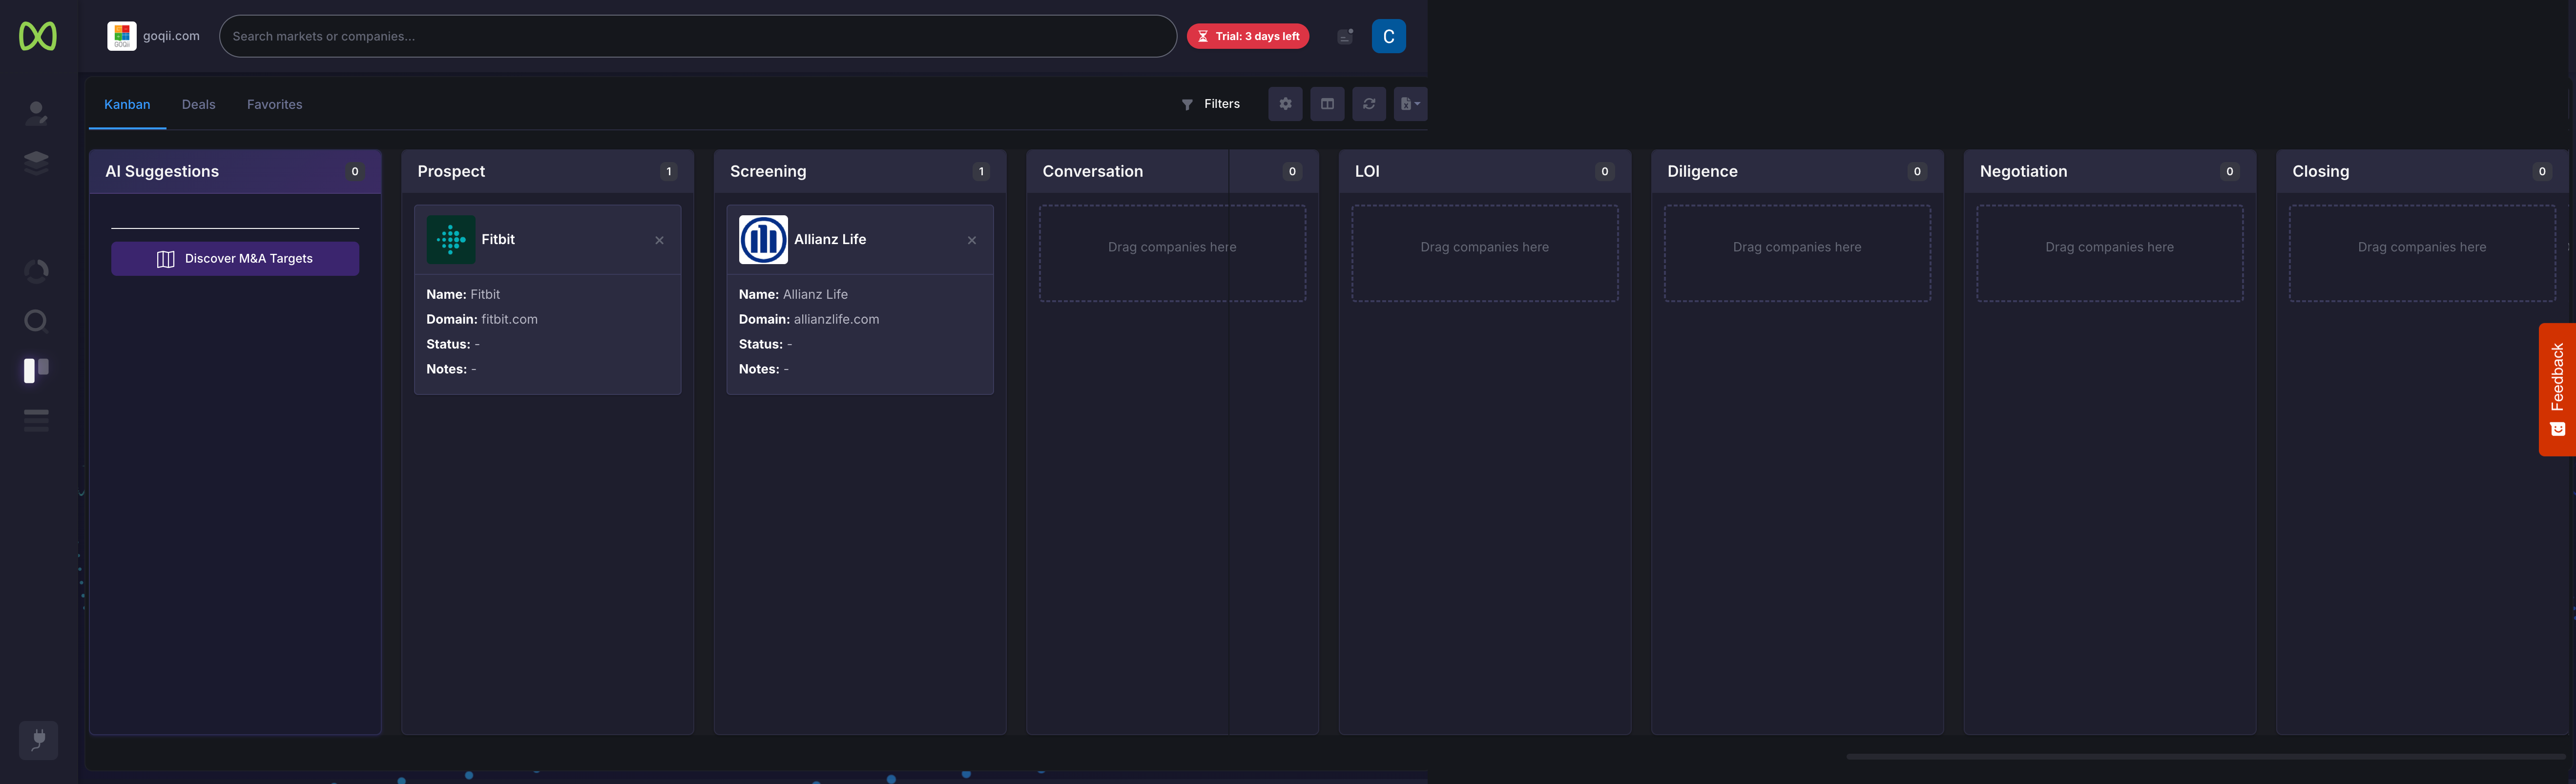 GOQii
goqii.com
Search markets or companies...
Trial: 3 days left
C
Kanban
Deals
Favorites
Filters
AI Suggestions
0
Discover M&A Targets
Prospect
1
Fitbit
Name: Fitbit
Domain: fitbit.com
Status: -
Notes: -
Screening
1
Allianz Life
Name: Allianz Life
Domain: allianzlife.com
Status: -
Notes: -
Conversation
0
Drag companies here
LOI
0
Drag companies here
Diligence
0
Drag companies here
Negotiation
0
Drag companies here
Closing
0
Drag companies here
Feedback